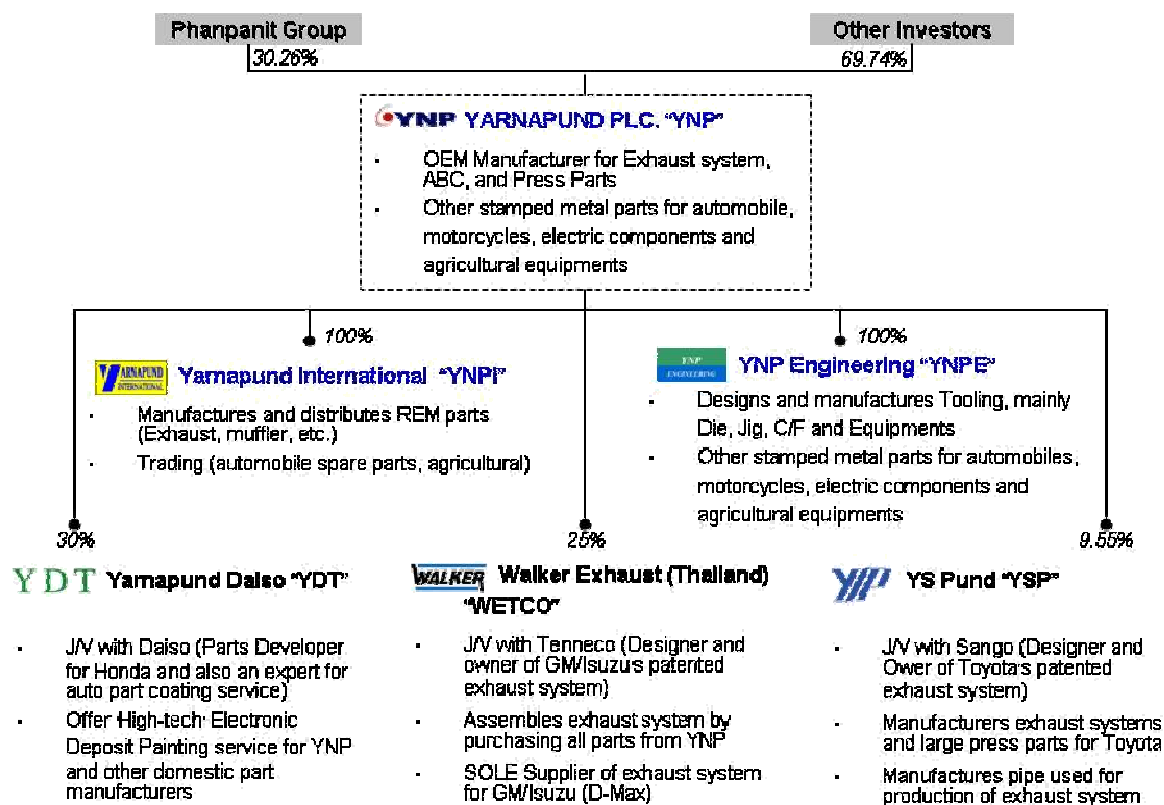 Phanpanit Group
Other Investors
30.26%
69.74%
YNP YARNAPUND PLC. "YNP"
· OEM Manufacturer for Exhaust system,
ABC, and Press Parts
· Other stamped metal parts for automobile,
motorcycles, electric components and
agricultural equipments
100%
100%
YARNAPUND INTERNATIONAL
Yarnapund International "YNPI"
· Manufactures and distributes REM parts
(Exhaust, muffler, etc.)
· Trading (automobile spare parts, agricultural)
YNP
ENGINEERING
YNP Engineering "YNPE"
· Designs and manufactures Tooling, mainly
Die, Jig, C/F and Equipments
· Other stamped metal parts for automobiles,
motorcycles, electric components and
agricultural equipments
30%
25%
9.55%
YDT Yarnapund Daiso "YDT"
· J/V with Daiso (Parts Developer
for Honda and also an expert for
auto part coating service)
· Offer 'High-tech' Electronic
Deposit Painting service for YNP
and other domestic part
manufacturers
WALKER Walker Exhaust (Thailand)
"WETCO"
· J/V with Tenneco (Designer and
owner of GM/Isuzu's patented
exhaust system)
· Assembles exhaust system by
purchasing all parts from YNP
· SOLE Supplier of exhaust system
for GM/Isuzu (D-Max)
YS Pund "YSP"
· J/V with Sango (Designer and
Ower of Toyota's patented
exhaust system)
· Manufacturers exhaust systems
and large press parts for Toyota
· Manufactures pipe used for
production of exhaust system